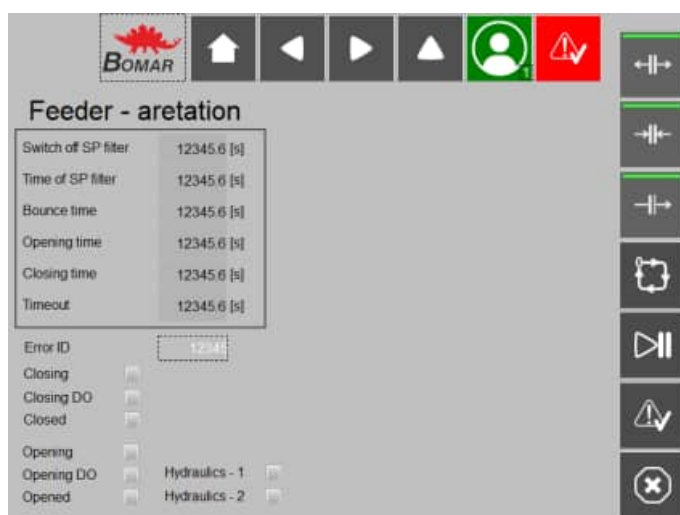 BOMAR
1
Feeder - aretation
Switch off SP filter 12345.6 [s]
Time of SP filter 12345.6 [s]
Bounce time 12345.6 [s]
Opening time 12345.6 [s]
Closing time 12345.6 [s]
Timeout 12345.6 [s]
Error ID 12345
Closing
Closing DO
Closed
Opening
Opening DO Hydraulics - 1
Opened Hydraulics - 2